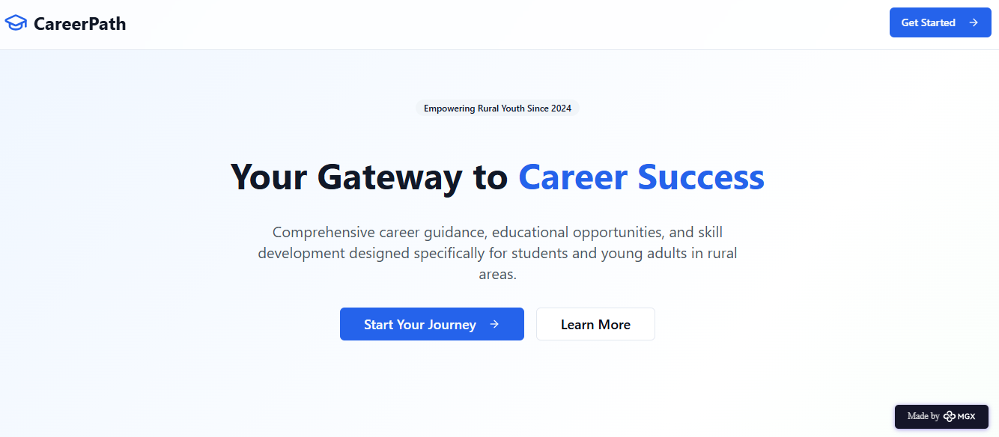 CareerPath
Get Started
Empowering Rural Youth Since 2024
Your Gateway to Career Success
Comprehensive career guidance, educational opportunities, and skill
development designed specifically for students and young adults in rural
areas.
Start Your Journey
Learn More
Made by MGX